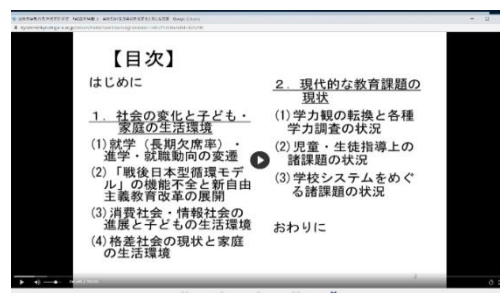 【目次】
はじめに
１．社会の変化と子ども・
家庭の生活環境
(1)就学（長期欠席率）・
進学・就職動向の変遷
(2)「戦後日本型循環モデ
ル」の機能不全と新自由
主義教育改革の展開
(3)消費社会・情報社会の
進展と子どもの生活環境
(4)格差社会の現状と家庭
の生活環境
２．現代的な教育課題の
現状
(1)学力観の転換と各種
学力調査の状況
(2)児童・生徒指導上の
諸課題の状況
(3)学校システムをめぐ
る諸課題の状況
おわりに
2